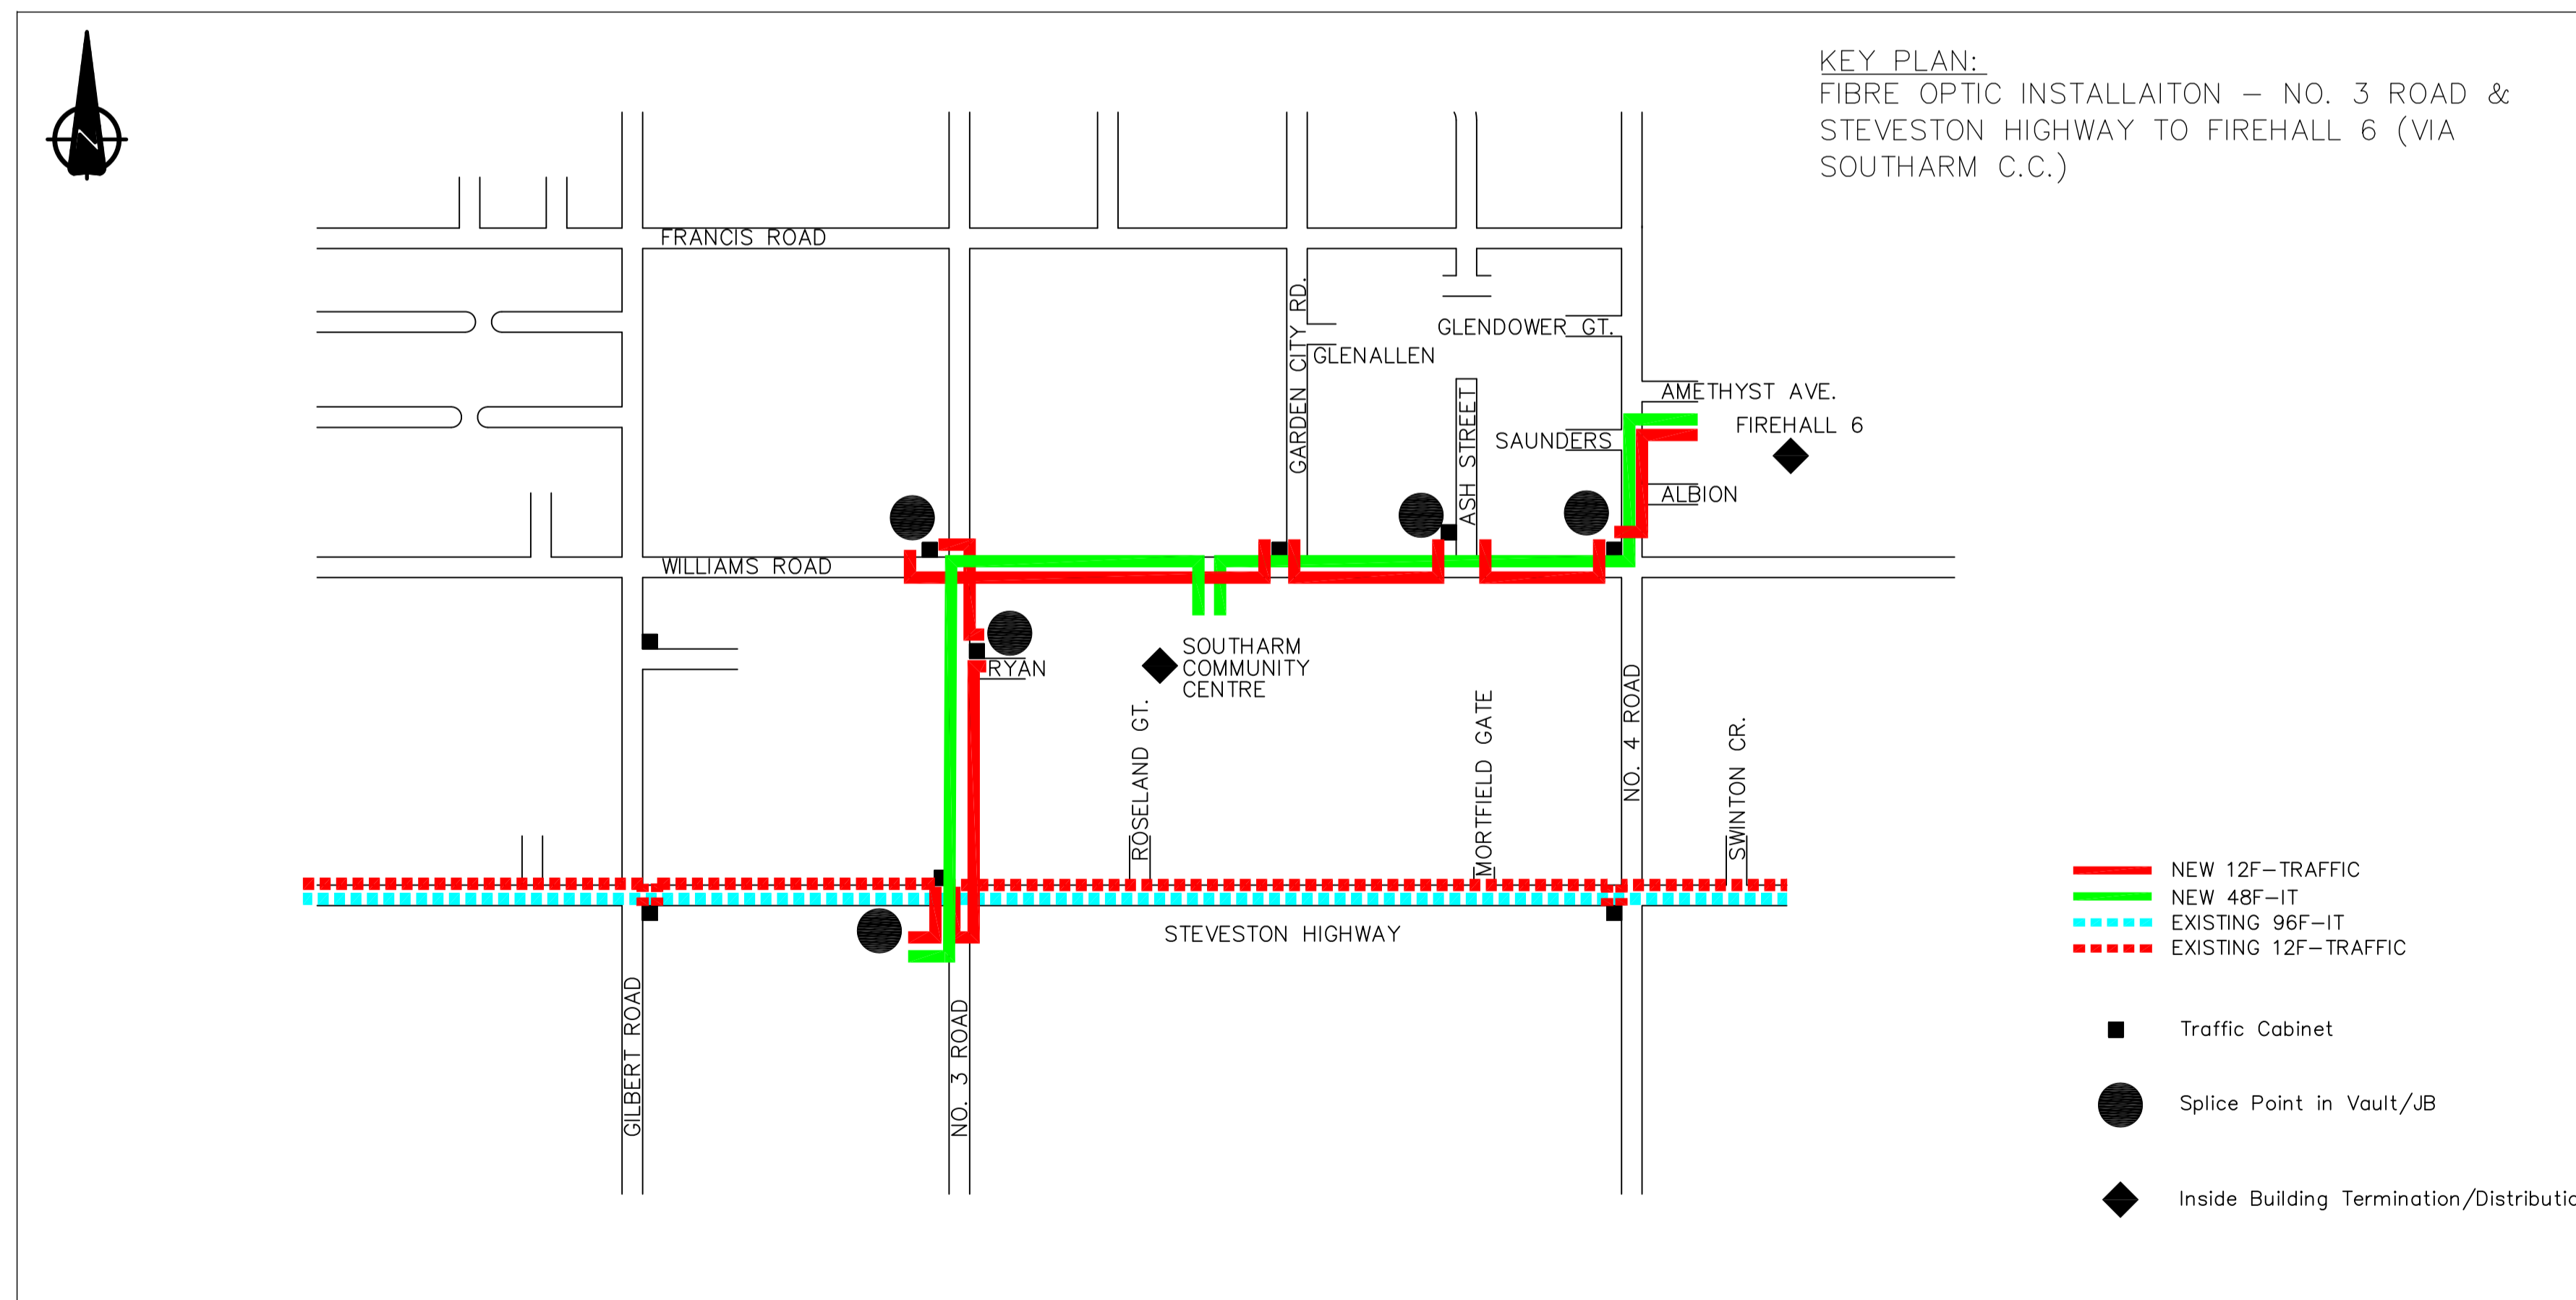 KEY PLAN:
FIBRE OPTIC INSTALLAITON – NO. 3 ROAD &
STEVESTON HIGHWAY TO FIREHALL 6 (VIA
SOUTHARM C.C.)
N
FRANCIS ROAD
GARDEN CITY RD.
GLENDOWER GT.
GLENALLEN
AMETHYST AVE.
ASH STREET
FIREHALL 6
SAUNDERS
ALBION
WILLIAMS ROAD
SOUTHARM
COMMUNITY
CENTRE
RYAN
ROSELAND GT.
MORTFIELD GATE
NO. 4 ROAD
SWINTON CR.
STEVESTON HIGHWAY
GILBERT ROAD
NO. 3 ROAD
NEW 12F-TRAFFIC
NEW 48F-IT
EXISTING 96F-IT
EXISTING 12F-TRAFFIC
Traffic Cabinet
Splice Point in Vault/JB
Inside Building Termination/Distributio